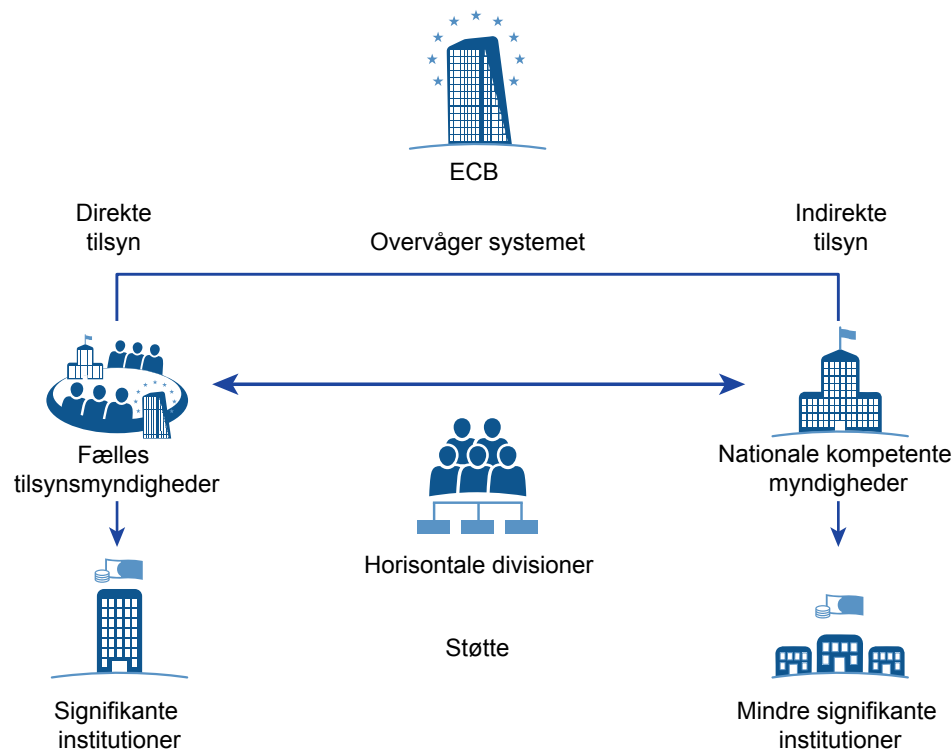 ECB
Direkte
tilsyn
Overvåger systemet
Indirekte
tilsyn
Fælles
tilsynsmyndigheder
Nationale kompetente
myndigheder
Horisontale divisioner
Støtte
Signifikante
institutioner
Mindre signifikante
institutioner